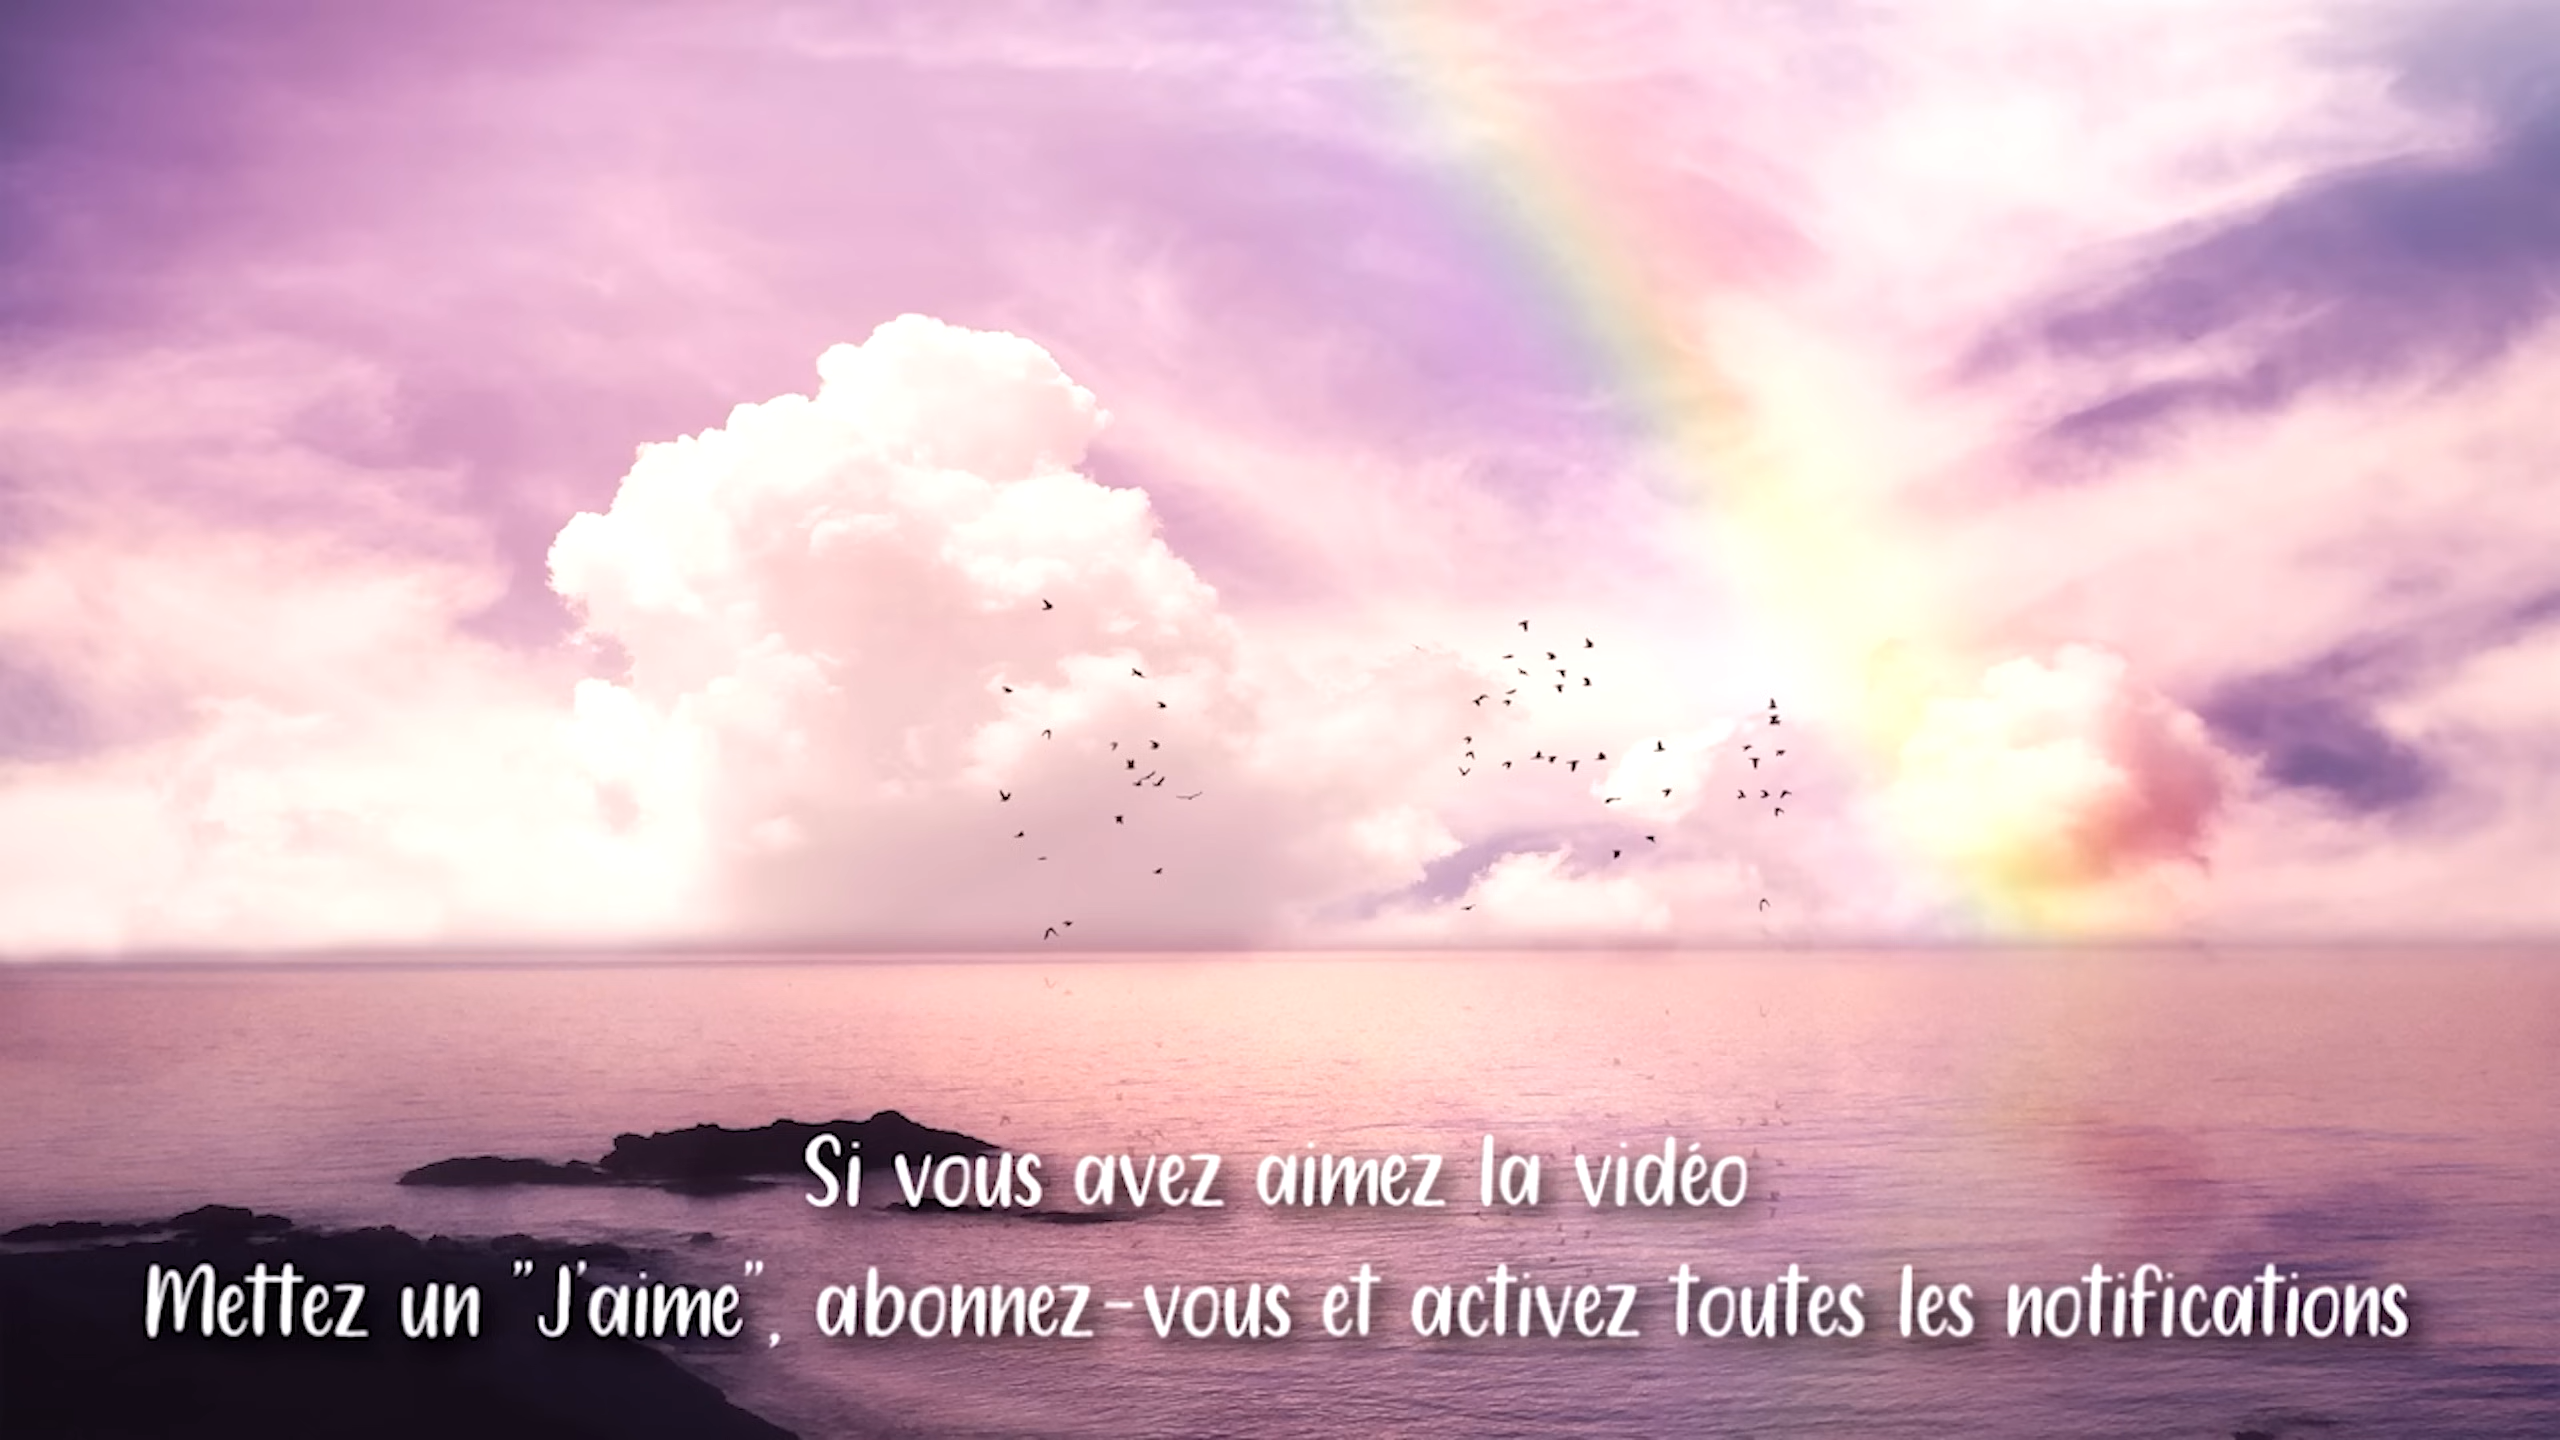 Si vous avez aimez la vidéo
Mettez un "J'aime", abonnez-vous et activez toutes les notifications